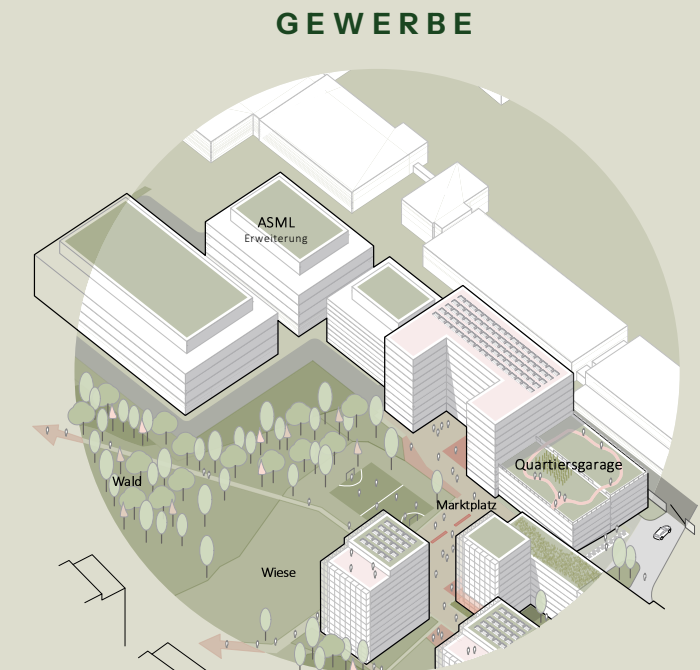 GEWERBE
ASML
Erweiterung
Quartiersgarage
Wald
Marktplatz
Wiese